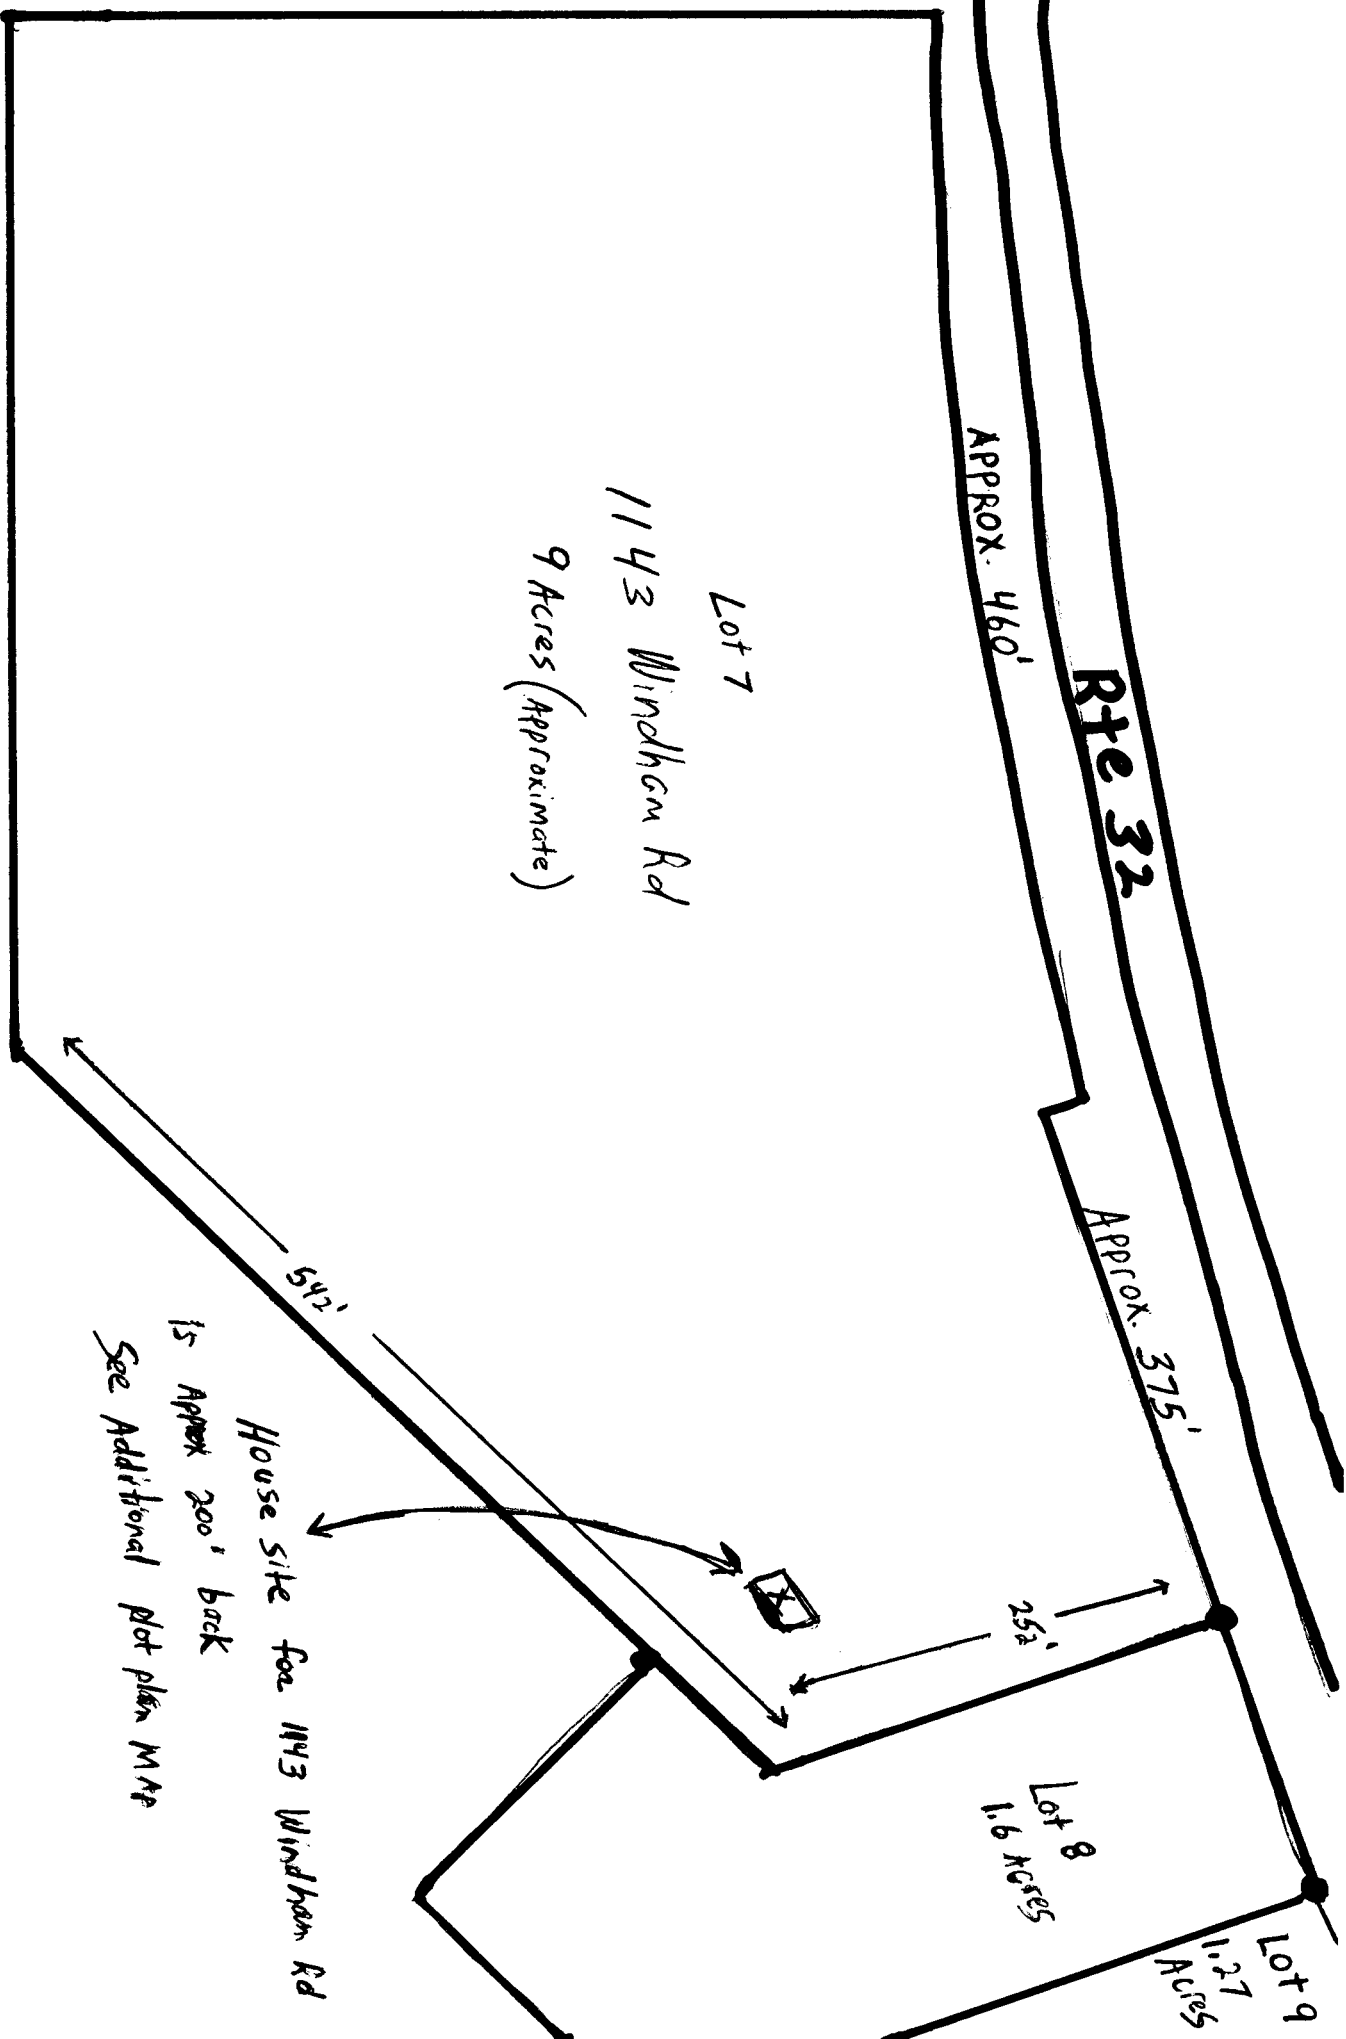 Rte 32
APPROX. 460'
Approx. 375'
Lot 7
1143 Windham Rd
9 Acres (Approximate)
252'
542'
Lot 8
1.6 Acres
Lot 9
1.27
Acres
House site for 1143 Windham Rd
is Approx 200' back
See Additional plot plan MAP
X